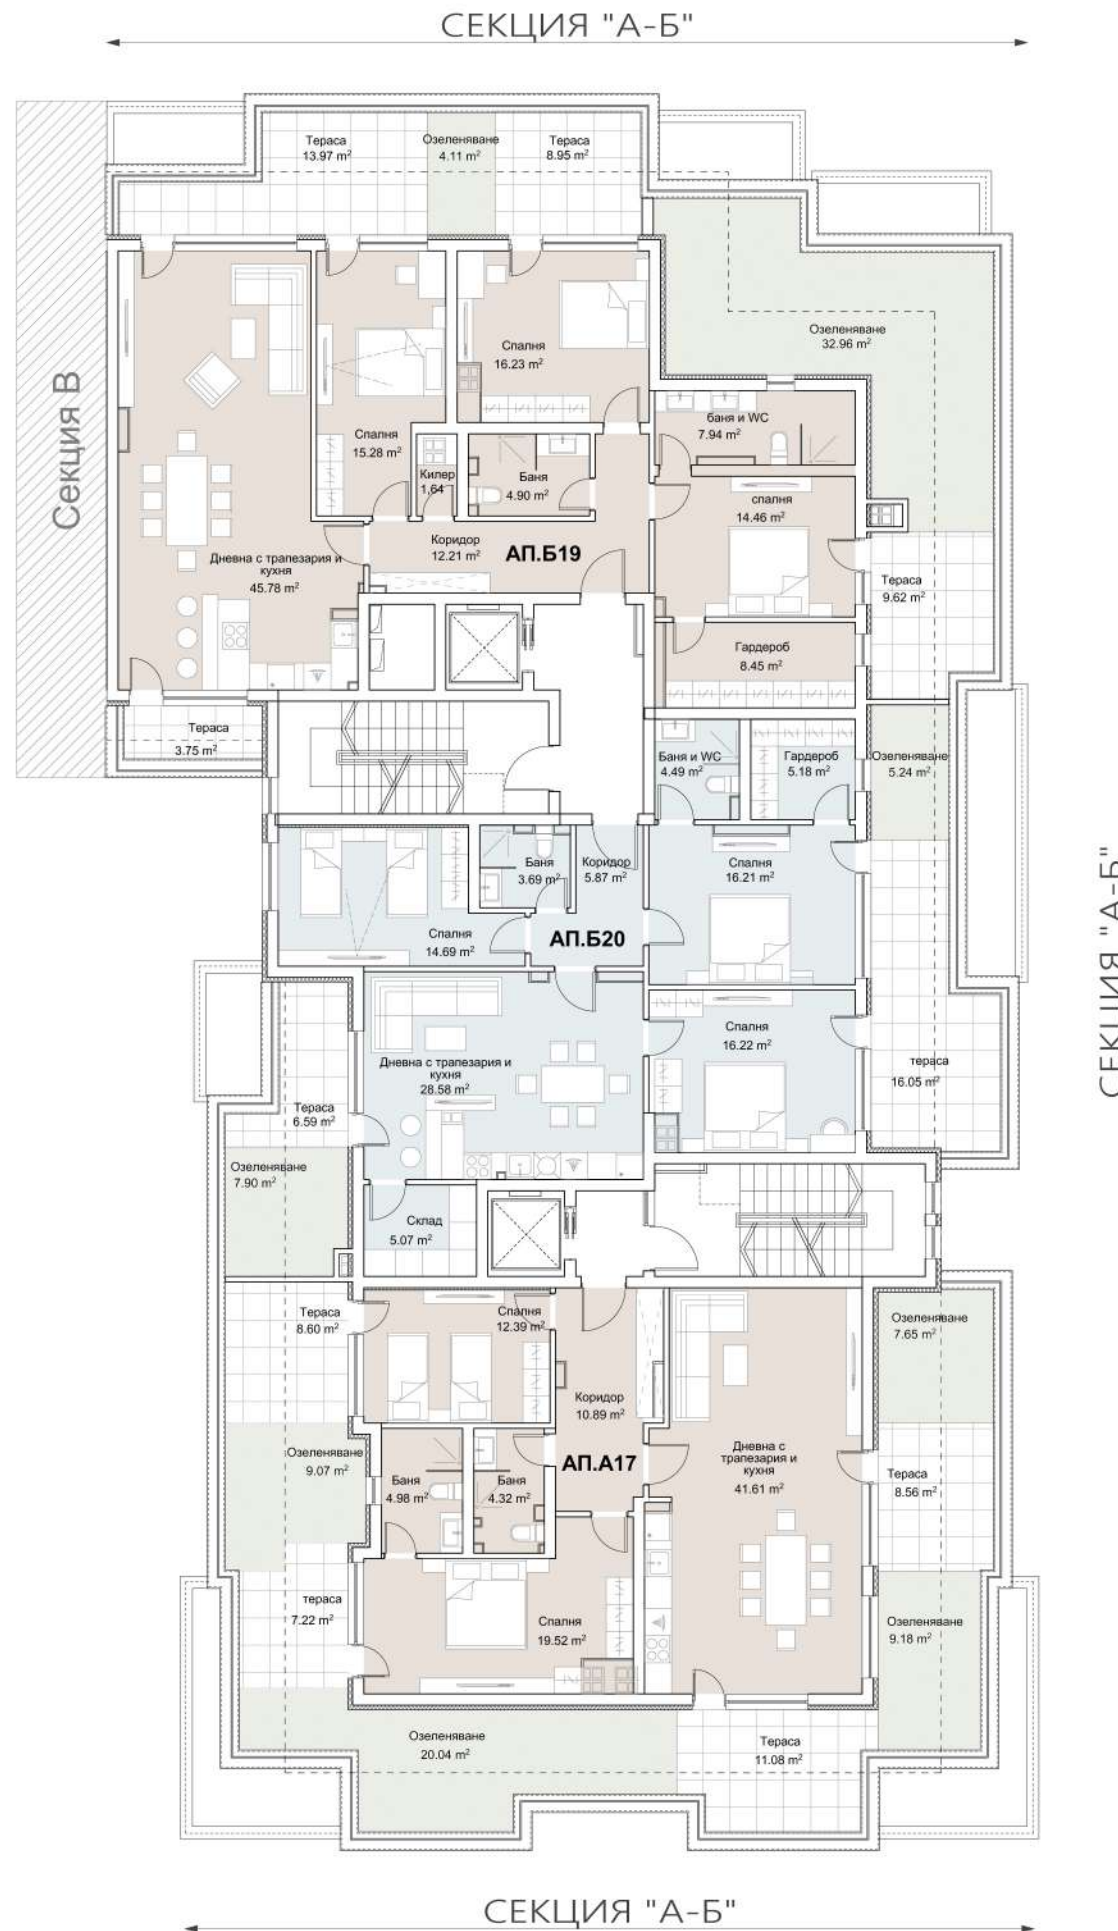 СЕКЦИЯ "А-Б"
Тераса
13.97 m²
Озеленяване
4.11 m²
Тераса
8.95 m²
Озеленяване
32.96 m²
Секция В
Спалня
16.23 m²
Спалня
15.28 m²
Килер
1,64
Баня
4.90 m²
баня и WC
7.94 m²
спалня
14.46 m²
Коридор
12.21 m²
АП.Б19
Дневна с трапезария и
кухня
45.78 m²
Тераса
9.62 m²
Гардероб
8.45 m²
Тераса
3.75 m²
Баня и WC
4.49 m²
Гардероб
5.18 m²
Озеленяване
5.24 m²
Баня
3.69 m²
Коридор
5.87 m²
Спалня
16.21 m²
Спалня
14.69 m²
АП.Б20
СЕКЦИЯ "А-Б"
Спалня
16.22 m²
Дневна с трапезария и
кухня
28.58 m²
тераса
16.05 m²
Тераса
6.59 m²
Озеленяване
7.90 m²
Склад
5.07 m²
Тераса
8.60 m²
Спалня
12.39 m²
Озеленяване
7.65 m²
Коридор
10.89 m²
Озеленяване
9.07 m²
Баня
4.98 m²
Баня
4.32 m²
АП.А17
Дневна с
трапезария и
кухня
41.61 m²
Тераса
8.56 m²
тераса
7.22 m²
Спалня
19.52 m²
Озеленяване
9.18 m²
Озеленяване
20.04 m²
Тераса
11.08 m²
СЕКЦИЯ "А-Б"